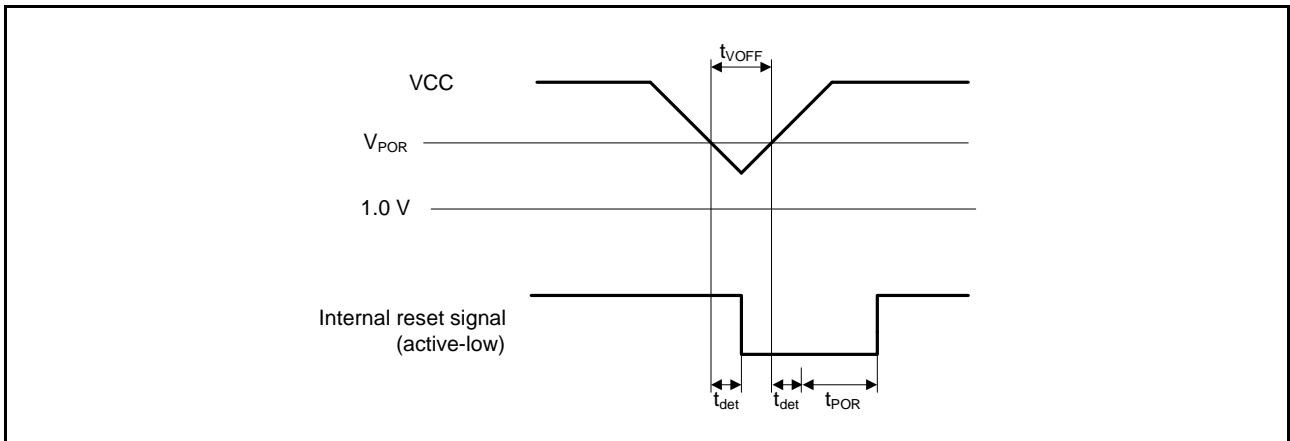 tVOFF
VCC
VPOR
1.0 V
Internal reset signal
(active-low)
tdet tdet tPOR